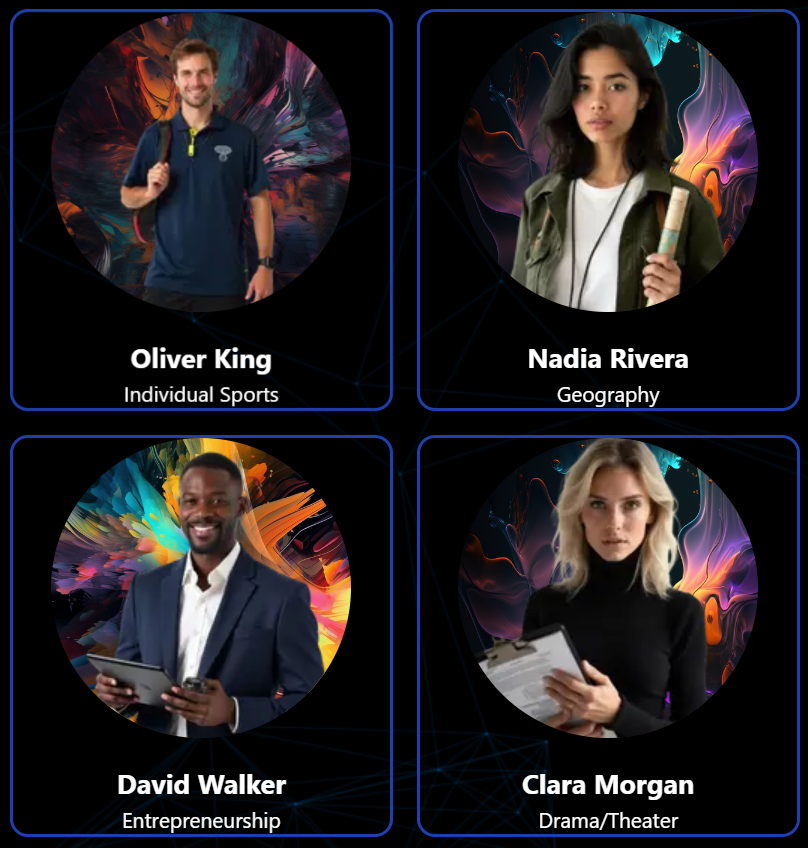 Oliver King
Individual Sports
Nadia Rivera
Geography
David Walker
Entrepreneurship
Clara Morgan
Drama/Theater